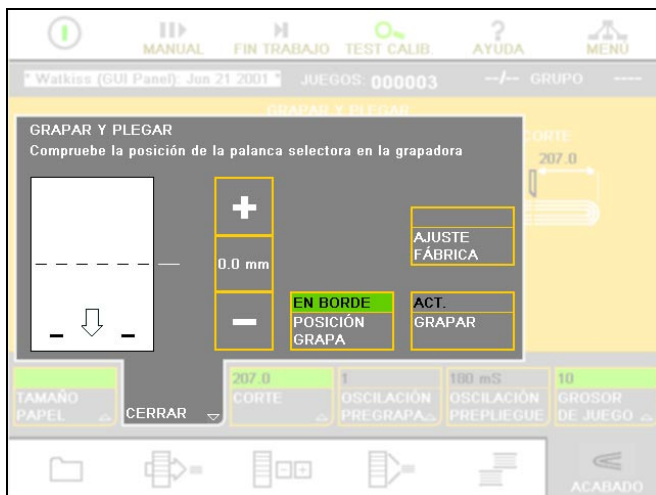 MANUAL FIN TRABAJO TEST CALIB. AYUDA MENÚ
* Watkiss (GUI Panel): Jun 21 2001 * JUEGOS: 000003 --/-- GRUPO ----
GRAPAR Y PLEGAR
CORTE
207.0
GRAPAR Y PLEGAR
Compruebe la posición de la palanca selectora en la grapadora
0.0 mm
AJUSTE
FÁBRICA
EN BORDE
POSICIÓN
GRAPA
ACT.
GRAPAR
TAMAÑO
PAPEL
CERRAR
207.0
CORTE
1
OSCILACIÓN
PREGRAPA
180 mS
OSCILACIÓN
PREPLIEGUE
10
GROSOR
DE JUEGO
ACABADO